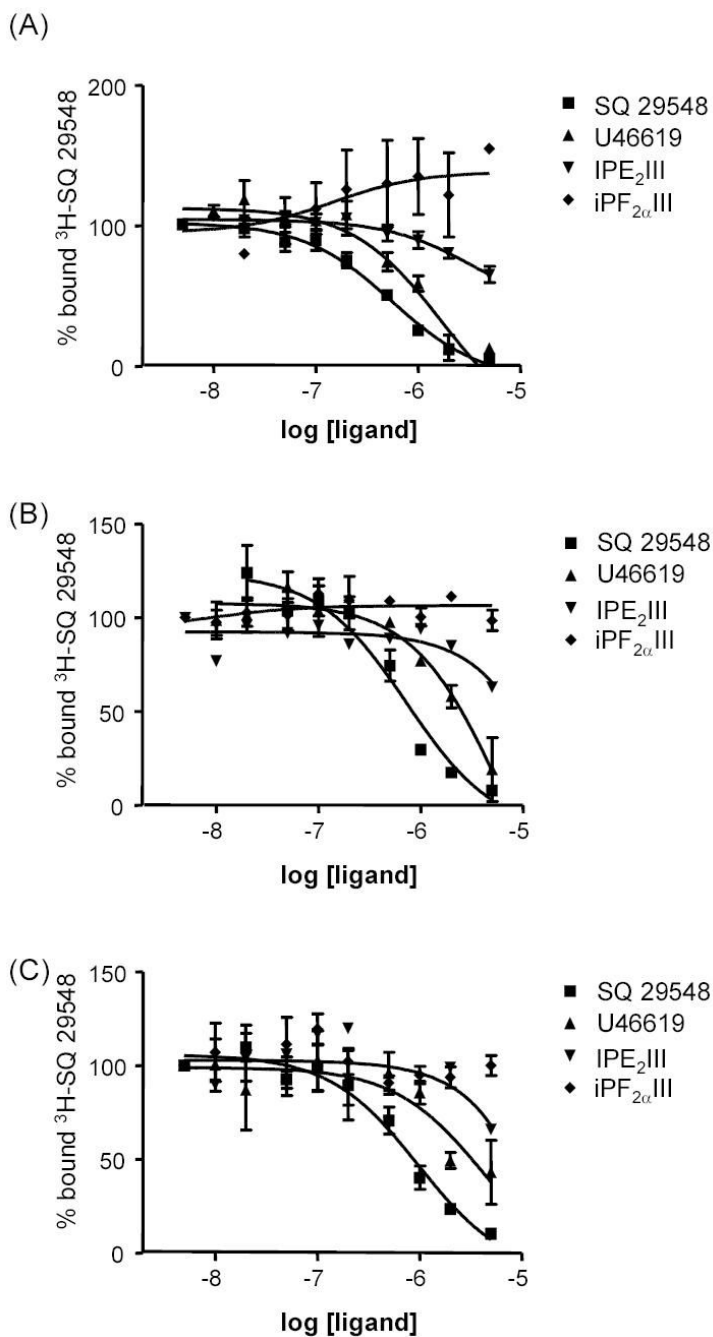 (A)
% bound ³H-SQ 29548
200
100
0
-8 -7 -6 -5
log [ligand]
SQ 29548
U46619
IPE₂III
iPF₂αIII
(B)
% bound ³H-SQ 29548
150
100
50
0
-8 -7 -6 -5
log [ligand]
SQ 29548
U46619
IPE₂III
iPF₂αIII
(C)
% bound ³H-SQ 29548
150
100
50
0
-8 -7 -6 -5
log [ligand]
SQ 29548
U46619
IPE₂III
iPF₂αIII